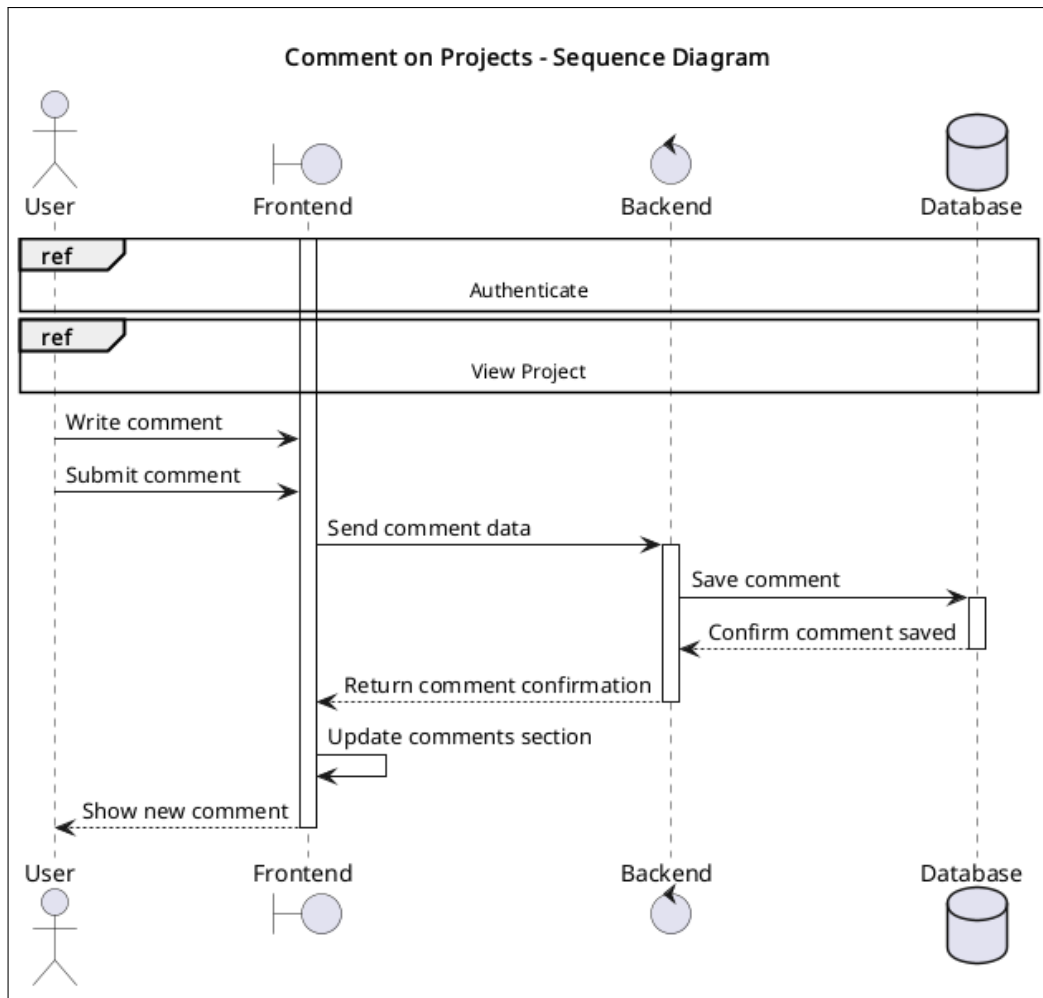 Comment on Projects - Sequence Diagram
User
Frontend
Backend
Database
ref
Authenticate
ref
View Project
Write comment
Submit comment
Send comment data
Save comment
Confirm comment saved
Return comment confirmation
Update comments section
Show new comment
User
Frontend
Backend
Database